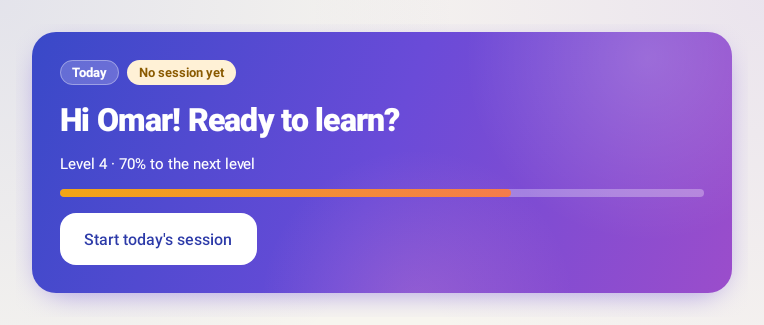 Today No session yet
Hi Omar! Ready to learn?
Level 4 · 70% to the next level
Start today's session